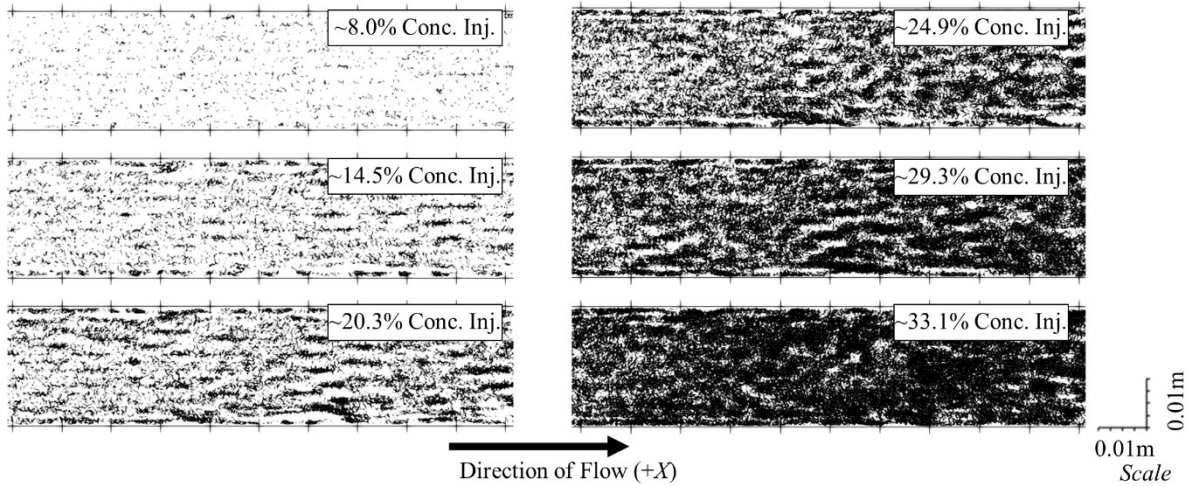 ~8.0% Conc. Inj.
~24.9% Conc. Inj.
~14.5% Conc. Inj.
~29.3% Conc. Inj.
~20.3% Conc. Inj.
~33.1% Conc. Inj.
0.01m
0.01m
Scale
Direction of Flow (+X)